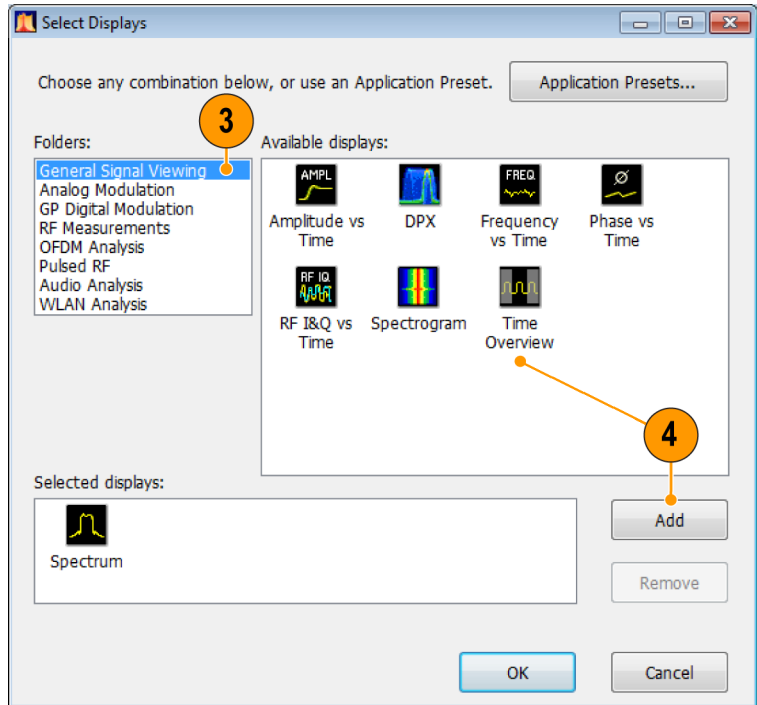 Select Displays
Choose any combination below, or use an Application Preset.
Application Presets...
3
Folders:
Available displays:
General Signal Viewing
Analog Modulation
GP Digital Modulation
RF Measurements
OFDM Analysis
Pulsed RF
Audio Analysis
WLAN Analysis
AMPL
FREQ
Ø
Amplitude vs
Time
DPX
Frequency
vs Time
Phase vs
Time
RF IQ
RF I&Q vs
Time
Spectrogram
Time
Overview
4
Selected displays:
Spectrum
Add
Remove
OK
Cancel